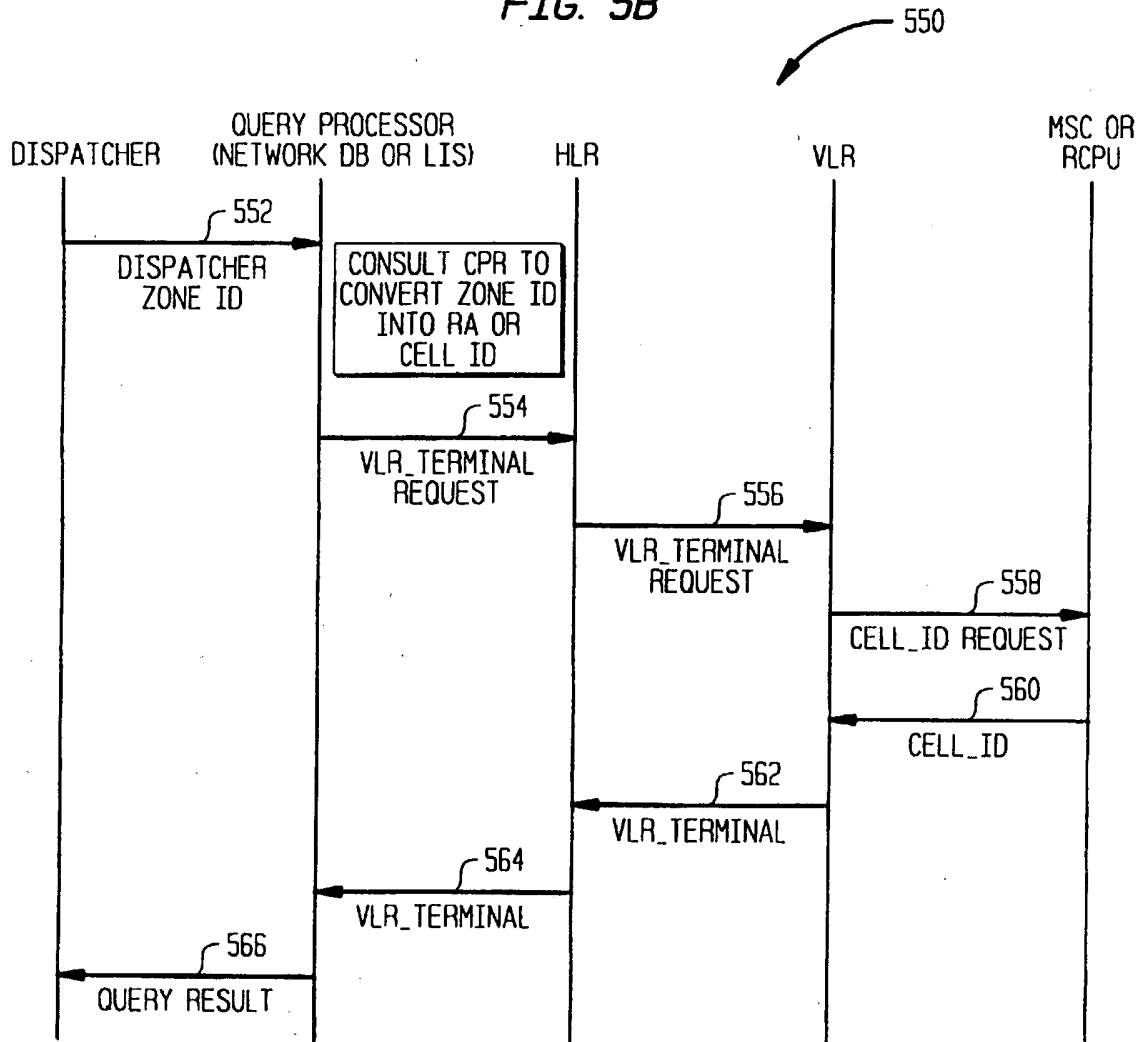 FIG. 5B
550
DISPATCHER
QUERY PROCESSOR
(NETWORK DB OR LIS)
HLR
VLR
MSC OR
RCPU
552
DISPATCHER
ZONE ID
CONSULT CPR TO
CONVERT ZONE ID
INTO RA OR
CELL ID
554
VLR_TERMINAL
REQUEST
556
VLR_TERMINAL
REQUEST
558
CELL_ID REQUEST
560
CELL_ID
562
VLR_TERMINAL
564
VLR_TERMINAL
566
QUERY RESULT